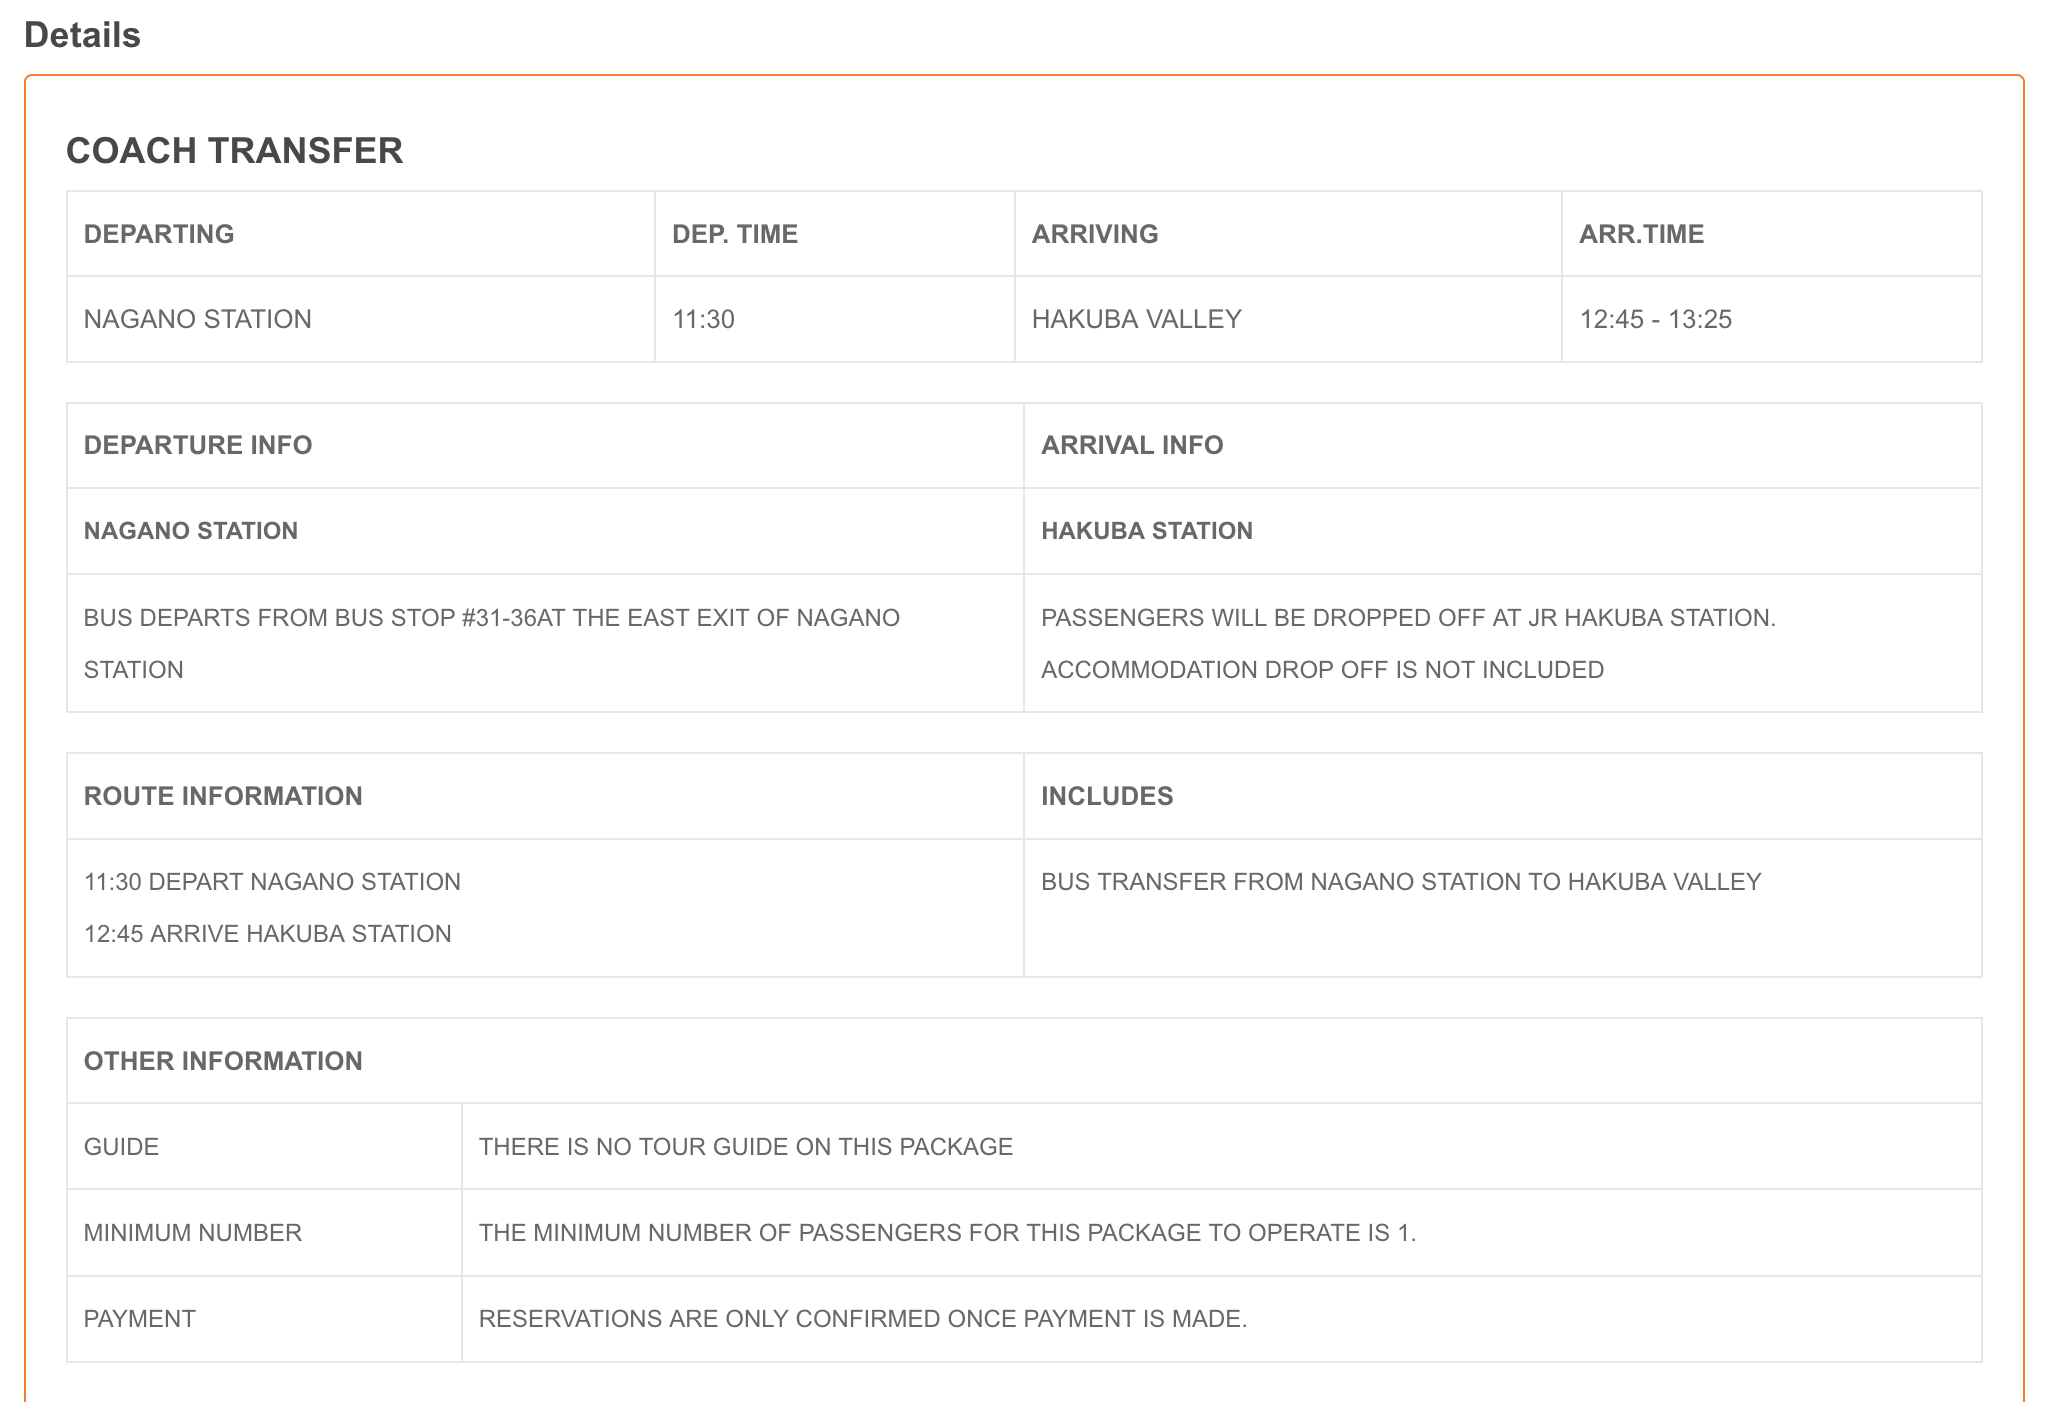 Details
COACH TRANSFER
DEPARTING DEP. TIME ARRIVING ARR.TIME
NAGANO STATION 11:30 HAKUBA VALLEY 12:45 - 13:25
DEPARTURE INFO ARRIVAL INFO
NAGANO STATION HAKUBA STATION
BUS DEPARTS FROM BUS STOP #31-36AT THE EAST EXIT OF NAGANO
STATION
PASSENGERS WILL BE DROPPED OFF AT JR HAKUBA STATION.
ACCOMMODATION DROP OFF IS NOT INCLUDED
ROUTE INFORMATION INCLUDES
11:30 DEPART NAGANO STATION
12:45 ARRIVE HAKUBA STATION
BUS TRANSFER FROM NAGANO STATION TO HAKUBA VALLEY
OTHER INFORMATION
GUIDE THERE IS NO TOUR GUIDE ON THIS PACKAGE
MINIMUM NUMBER THE MINIMUM NUMBER OF PASSENGERS FOR THIS PACKAGE TO OPERATE IS 1.
PAYMENT RESERVATIONS ARE ONLY CONFIRMED ONCE PAYMENT IS MADE.